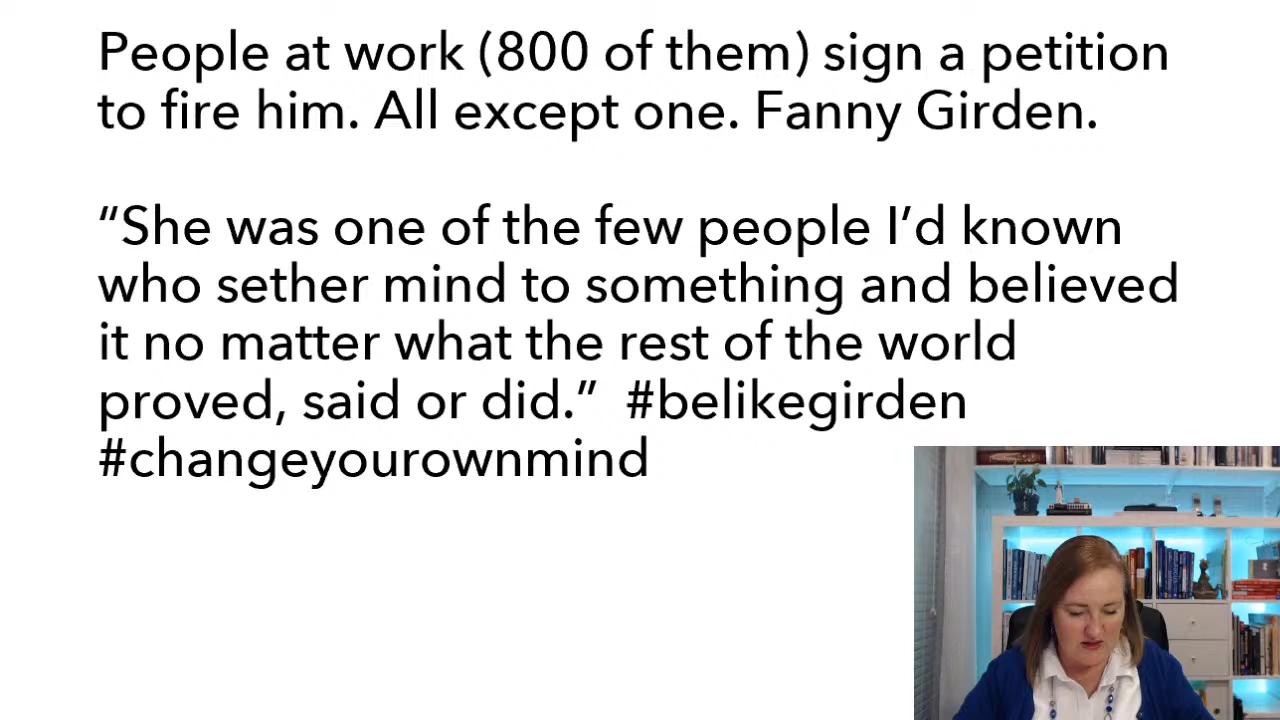 People at work (800 of them) sign a petition
to fire him. All except one. Fanny Girden.
“She was one of the few people I’d known
who sether mind to something and believed
it no matter what the rest of the world
proved, said or did.” #belikegirden
#changeyourownmind